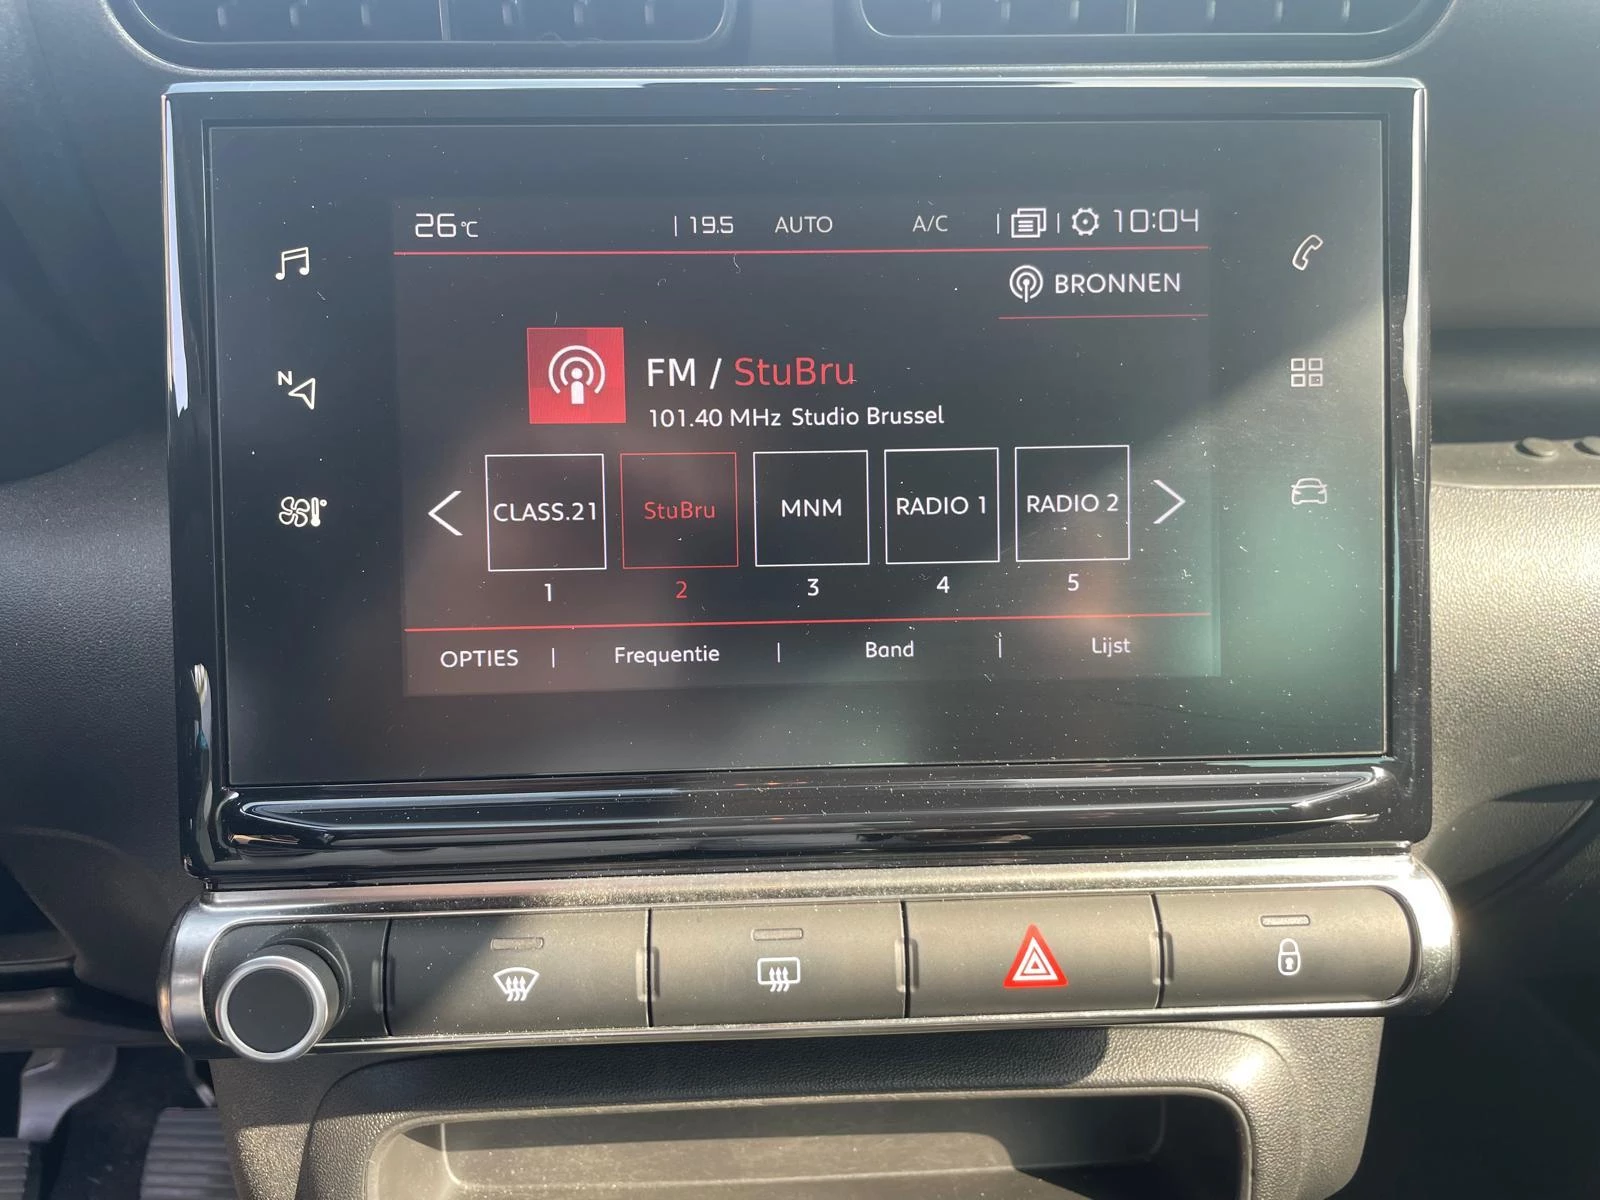 26°C | 19.5 AUTO A/C | | 10:04
BRONNEN
FM / StuBru
101.40 MHz Studio Brussel
N
CLASS.21 StuBru MNM RADIO 1 RADIO 2
1 2 3 4 5
OPTIES | Frequentie | Band | Lijst